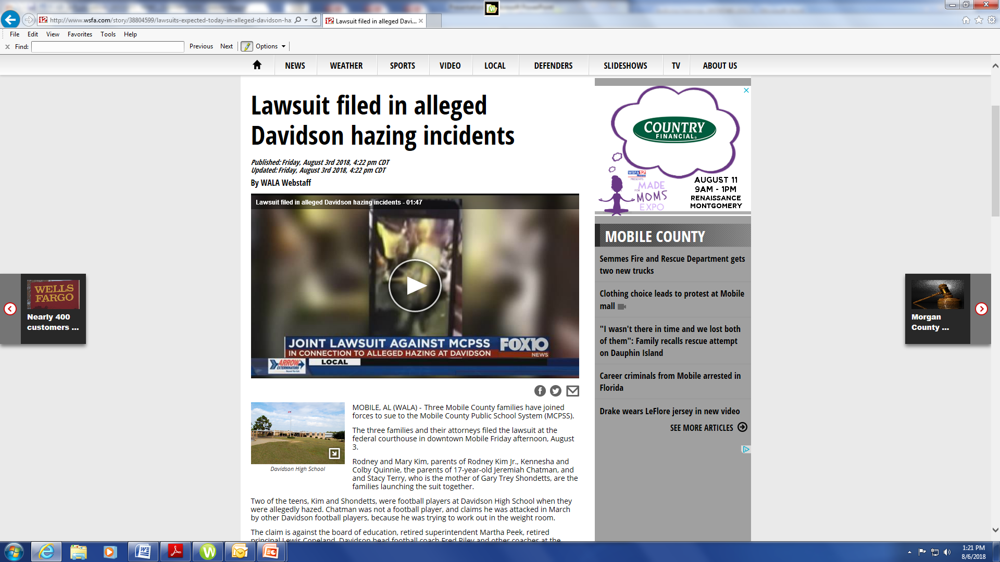 http://www.wsfa.com/story/38804599/lawsuits-expected-today-in-alleged-davidson-ha
Lawsuit filed in alleged Davi...
File Edit View Favorites Tools Help
Find: Previous Next Options
NEWS WEATHER SPORTS VIDEO LOCAL DEFENDERS SLIDESHOWS TV ABOUT US
Lawsuit filed in alleged
Davidson hazing incidents
Published: Friday, August 3rd 2018, 4:22 pm CDT
Updated: Friday, August 3rd 2018, 4:22 pm CDT
By WALA Webstaff
Lawsuit filed in alleged Davidson hazing incidents - 01:47
JOINT LAWSUIT AGAINST MCPSS
IN CONNECTION TO ALLEGED HAZING AT DAVIDSON
FOX10
NEWS
ARROW
EXTERMINATORS
LOCAL
Davidson High School
MOBILE, AL (WALA) - Three Mobile County families have joined
forces to sue to the Mobile County Public School System (MCPSS).
The three families and their attorneys filed the lawsuit at the
federal courthouse in downtown Mobile Friday afternoon, August
3.
Rodney and Mary Kim, parents of Rodney Kim Jr., Kennesha and
Colby Quinnie, the parents of 17-year-old Jeremiah Chatman, and
and Stacy Terry, who is the mother of Gary Trey Shondetts, are the
families launching the suit together.
Two of the teens, Kim and Shondetts, were football players at Davidson High School when they
were allegedly hazed. Chatman was not a football player, and claims he was attacked in March
by other Davidson football players, because he was trying to work out in the weight room.
The claim is against the board of education, retired superintendent Martha Peek, retired
principal Lewis Copeland, Davidson head football coach Fred Riley and other coaches at the
COUNTRY
FINANCIAL®
WSFA 12
News
PRESENTS
MADE
FOR MOMS
EXPO
AUGUST 11
9AM - 1PM
RENAISSANCE
MONTGOMERY
MOBILE COUNTY
Semmes Fire and Rescue Department gets
two new trucks
Clothing choice leads to protest at Mobile
mall
"I wasn't there in time and we lost both
of them": Family recalls rescue attempt
on Dauphin Island
Career criminals from Mobile arrested in
Florida
Drake wears LeFlore jersey in new video
SEE MORE ARTICLES
WELLS
FARGO
Nearly 400
customers ...
Morgan
County ...
1:21 PM
8/6/2018